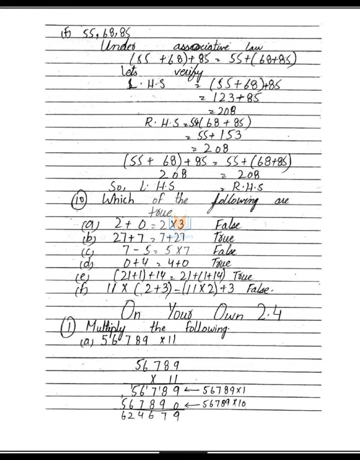 (f) 55, 68, 85
Under associative law
(55 + 68) + 85 = 55 + (68+85)
Lets verify
L.H.S = (55+68)+85
= 123+85
= 208
R.H.S = 55+(68+85)
= 55+153
= 208
(55 + 68) + 85 = 55 + (68+85)
208 = 208
So, L.H.S = R.H.S
(10) Which of the following are
true
(a) 2+0=2×3 False
(b) 27+7=7+27 True
(c) 7-5=5×7 False
(d) 0+4=4+0 True
(e) (21+1)+14=21+(1+14) True
(f) 11×(2+3)=(11×2)+3 False.
On Your Own 2.4
(1) Multiply the following.
(a) 56789 ×11
56789
× 11
56789 ← 56789×1
567890 ← 56789×10
624679